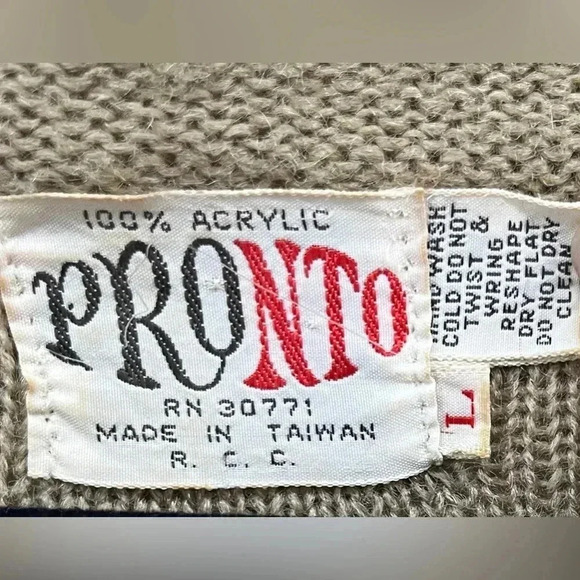 100% ACRYLIC
PRONTO
RN 30771
MADE IN TAIWAN
R. C. C.
HAND WASH
COLD DO NOT
TWIST &
WRING
RESHAPE
DRY FLAT
DO NOT DRY
CLEAN
L